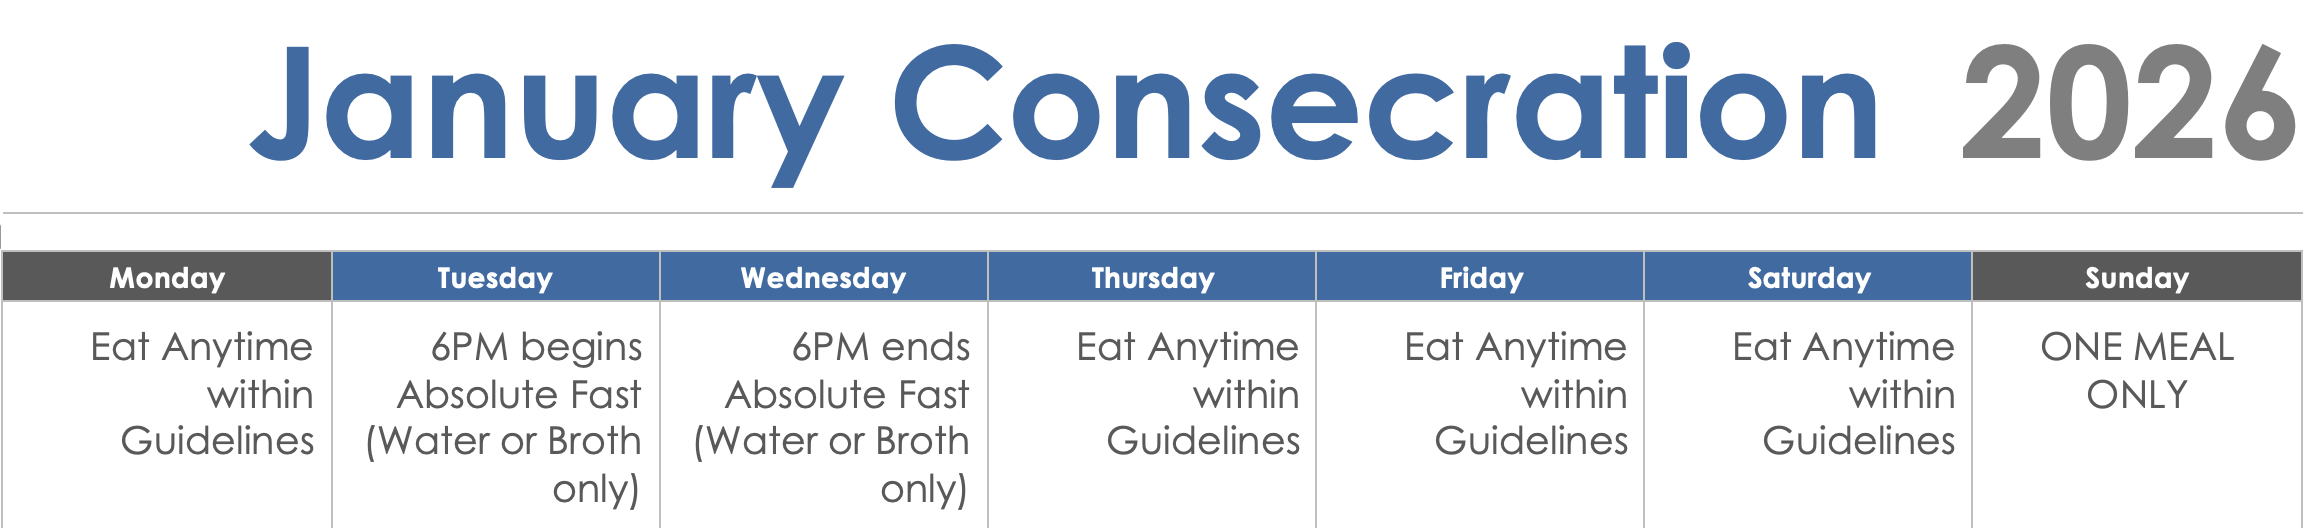 January Consecration 2026
Monday Tuesday Wednesday Thursday Friday Saturday Sunday
Eat Anytime
within
Guidelines
6PM begins
Absolute Fast
(Water or Broth
only)
6PM ends
Absolute Fast
(Water or Broth
only)
Eat Anytime
within
Guidelines
Eat Anytime
within
Guidelines
Eat Anytime
within
Guidelines
ONE MEAL
ONLY